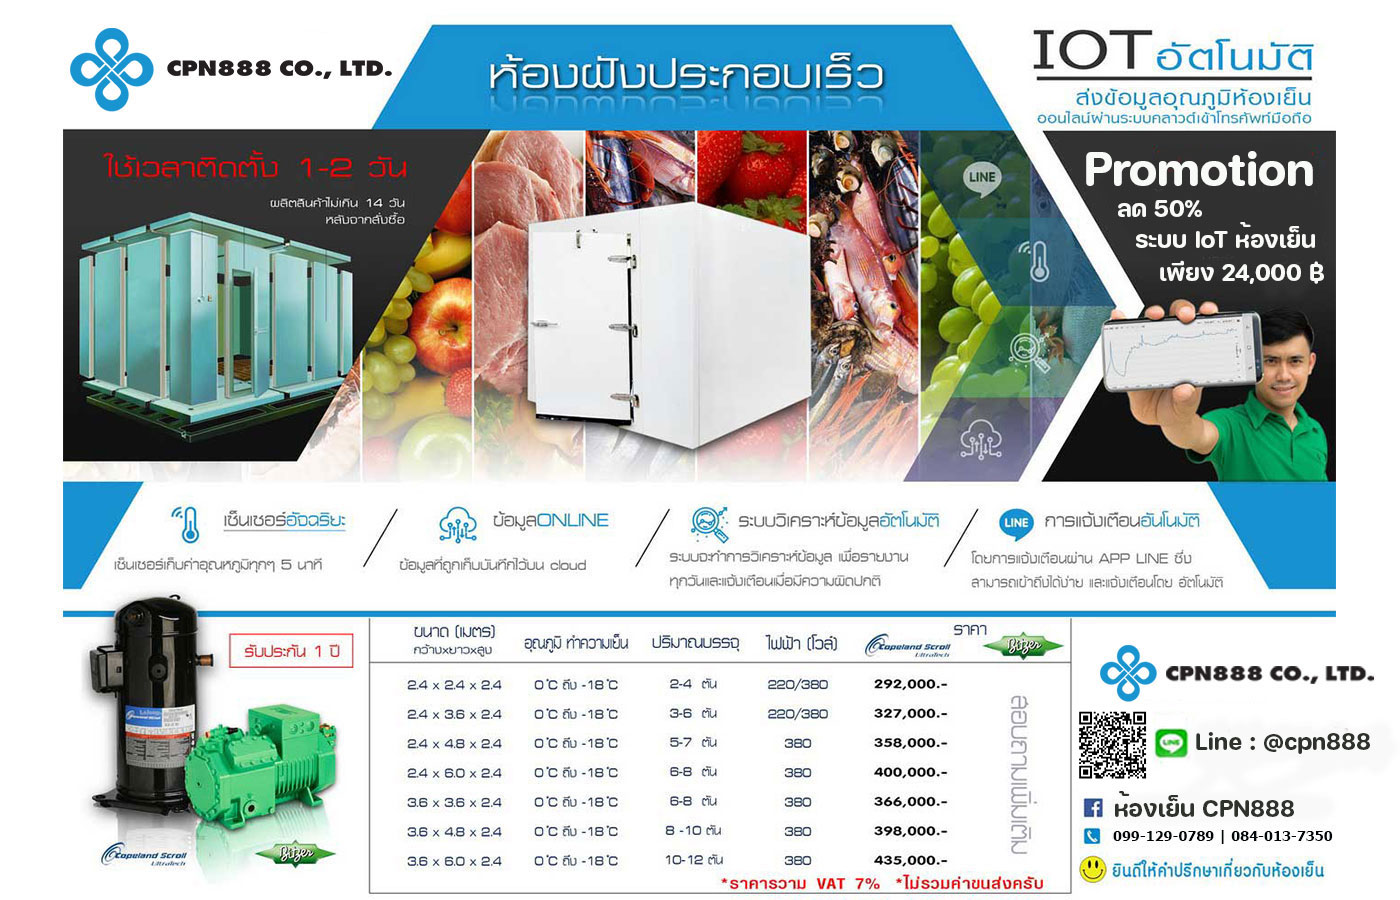 CPN888 CO., LTD.
ห้องฝังประกอบเร็ว
IOT อัตโนมัติ
ส่งข้อมูลอุณภูมิห้องเย็น
ออนไลน์ผ่านระบบคลาวด์เข้าโทรศัพท์มือถือ
ใช้เวลาติดตั้ง 1-2 วัน
ผลิตสินค้าไม่เกิน 14 วัน
หลังจากสั่งซื้อ
LINE
Promotion
ลด 50%
ระบบ IoT ห้องเย็น
เพียง 24,000 ฿
เซ็นเซอร์อัจฉริยะ
เซ็นเซอร์เก็บค่าอุณหภูมิทุกๆ 5 นาที
ข้อมูลONLINE
ข้อมูลที่ถูกเก็บบันทึกไว้บน cloud
ระบบวิเคราะห์ข้อมูลอัตโนมัติ
ระบบจะทำการวิเคราะห์ข้อมูล เพื่อรายงาน
ทุกวันและแจ้งเตือนเมื่อมีความผิดปกติ
LINE การแจ้งเตือนอันโนมัติ
โดยการแจ้งเตือนผ่าน APP LINE ซึ่ง
สามารถเข้าถึงได้ง่าย และแจ้งเตือนโดย อัตโนมัติ
รับประกัน 1 ปี
Copeland Scroll
UltraTech
Bitzer
ขนาด (เมตร)
กว้างxยาวxสูง
อุณภูมิ ทำความเย็น
ปริมาณบรรจุ
ไฟฟ้า (โวล์)
ราคา
Copeland Scroll
UltraTech
Bitzer
2.4 x 2.4 x 2.4 0°C ถึง -18°C 2-4 ตัน 220/380 292,000.-
2.4 x 3.6 x 2.4 0°C ถึง -18°C 3-6 ตัน 220/380 327,000.-
2.4 x 4.8 x 2.4 0°C ถึง -18°C 5-7 ตัน 380 358,000.-
2.4 x 6.0 x 2.4 0°C ถึง -18°C 6-8 ตัน 380 400,000.-
3.6 x 3.6 x 2.4 0°C ถึง -18°C 6-8 ตัน 380 366,000.-
3.6 x 4.8 x 2.4 0°C ถึง -18°C 8 -10 ตัน 380 398,000.-
3.6 x 6.0 x 2.4 0°C ถึง -18°C 10-12 ตัน 380 435,000.-
สอบถามเพิ่มเติม
*ราคารวาม VAT 7% *ไม่รวมค่าขนส่งครับ
CPN888 CO., LTD.
LINE Line : @cpn888
ห้องเย็น CPN888
099-129-0789 | 084-013-7350
ยินดีให้คำปรึกษาเกี่ยวกับห้องเย็น